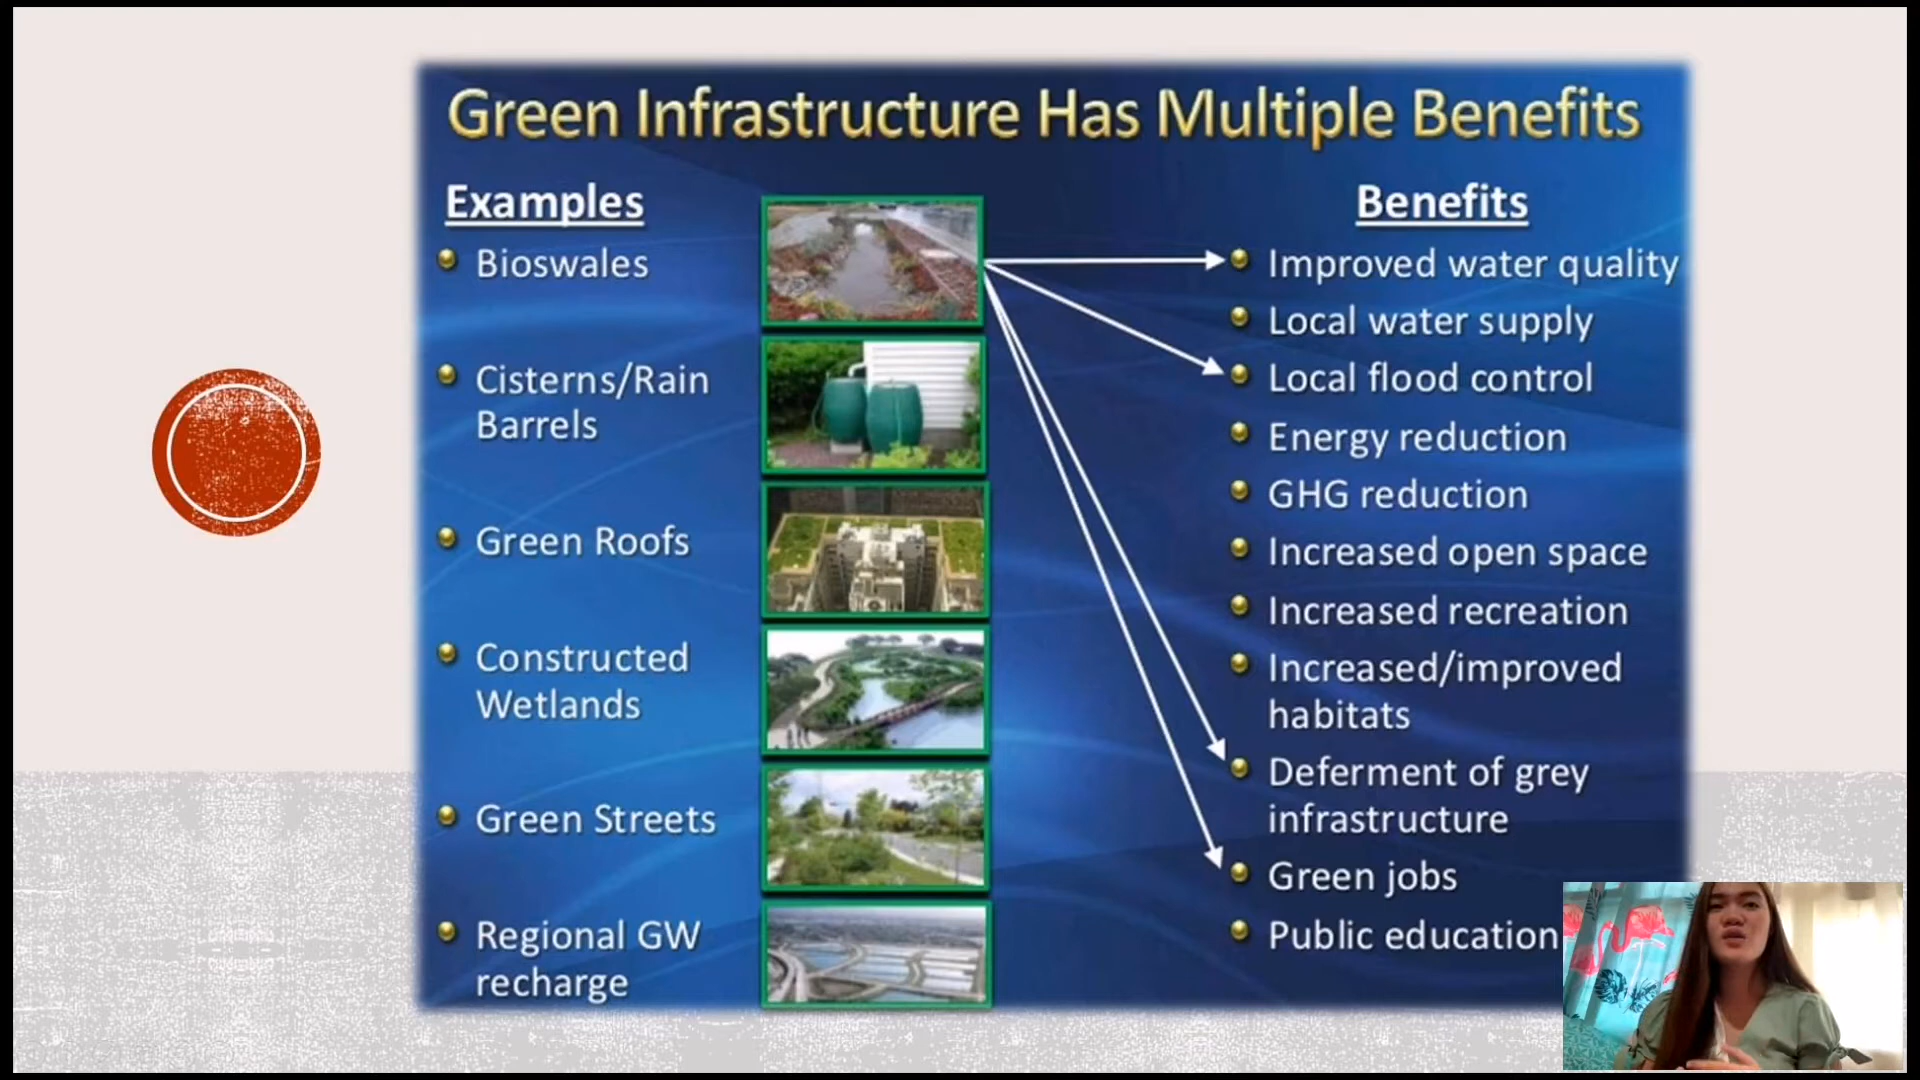 Green Infrastructure Has Multiple Benefits
Examples
Bioswales
Cisterns/Rain
Barrels
Green Roofs
Constructed
Wetlands
Green Streets
Regional GW
recharge
Benefits
Improved water quality
Local water supply
Local flood control
Energy reduction
GHG reduction
Increased open space
Increased recreation
Increased/improved
habitats
Deferment of grey
infrastructure
Green jobs
Public education